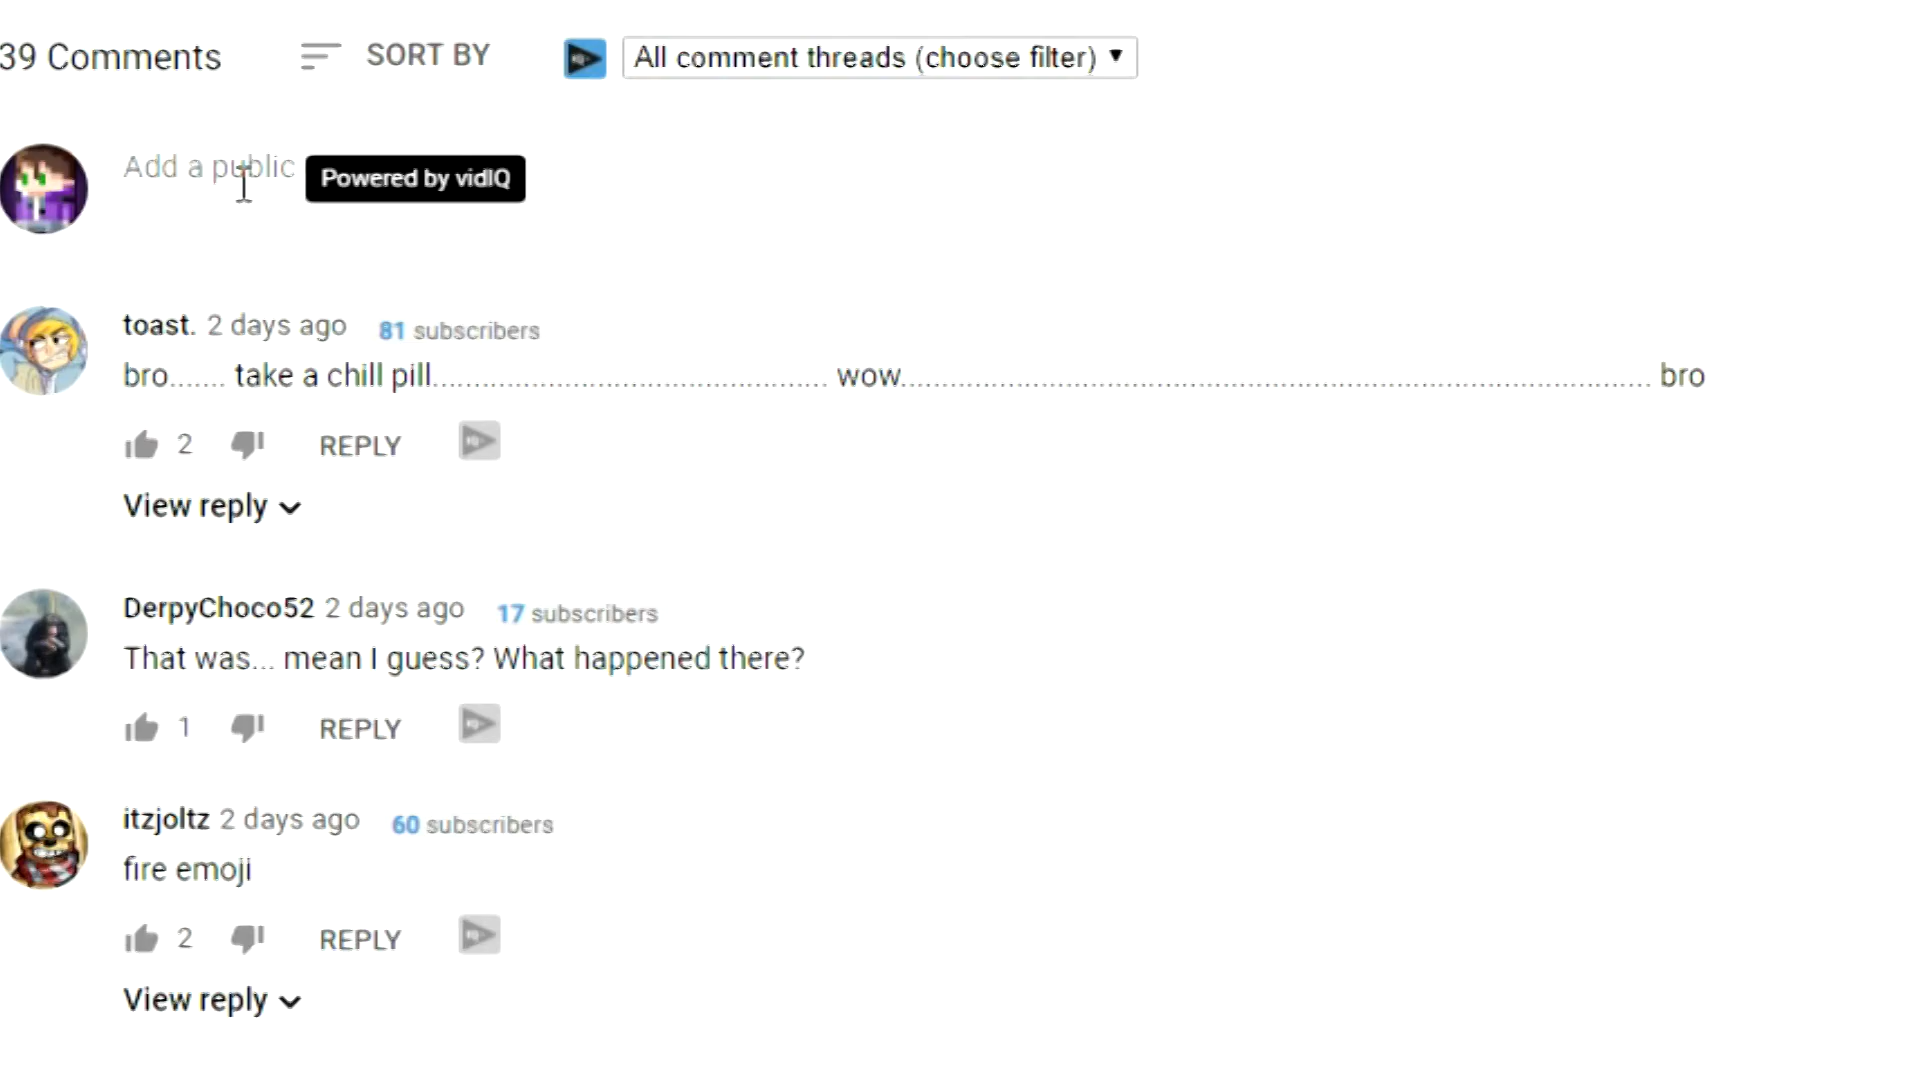 39 Comments SORT BY All comment threads (choose filter)
Add a public Powered by vidIQ
toast. 2 days ago 81 subscribers
bro....... take a chill pill............................................... wow......................................................................................... bro
2 REPLY
View reply
DerpyChoco52 2 days ago 17 subscribers
That was... mean I guess? What happened there?
1 REPLY
itzjoltz 2 days ago 60 subscribers
fire emoji
2 REPLY
View reply